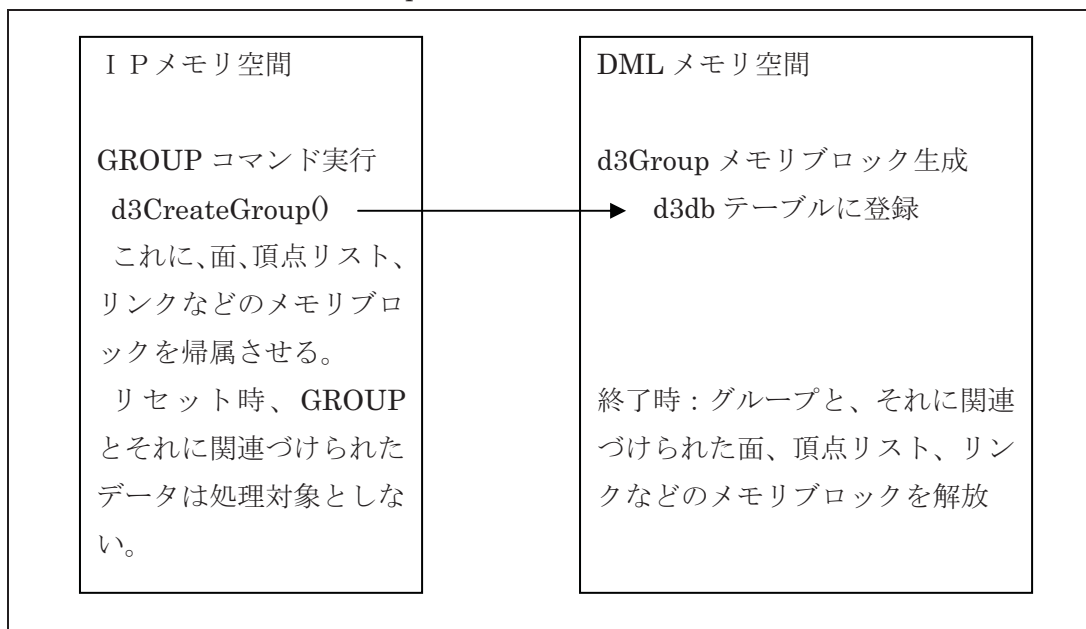 ＩＰメモリ空間
GROUP コマンド実行
d3CreateGroup()
これに、面、頂点リスト、
リンクなどのメモリブロ
ックを帰属させる。
リセット時、GROUP
とそれに関連づけられた
データは処理対象としな
い。
DML メモリ空間
d3Group メモリブロック生成
d3db テーブルに登録
終了時：グループと、それに関連
づけられた面、頂点リスト、リン
クなどのメモリブロックを解放